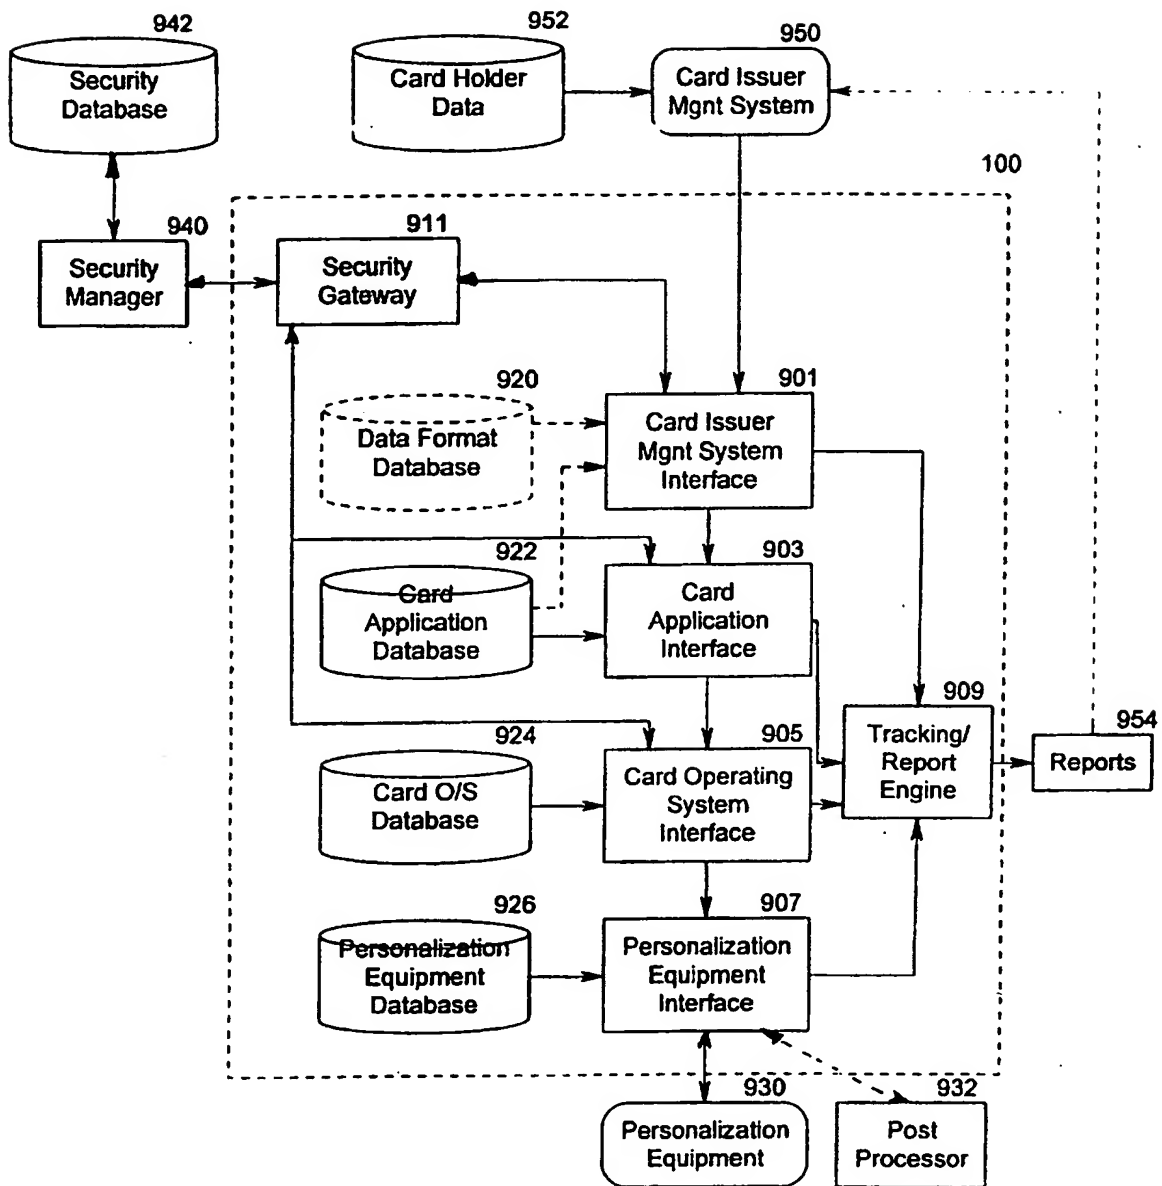 942
Security
Database
952
Card Holder
Data
950
Card Issuer
Mgnt System
100
940
Security
Manager
911
Security
Gateway
920
Data Format
Database
901
Card Issuer
Mgnt System
Interface
922
Card
Application
Database
903
Card
Application
Interface
909
Tracking/
Report
Engine
954
Reports
924
Card O/S
Database
905
Card Operating
System
Interface
926
Personalization
Equipment
Database
907
Personalization
Equipment
Interface
930
Personalization
Equipment
932
Post
Processor